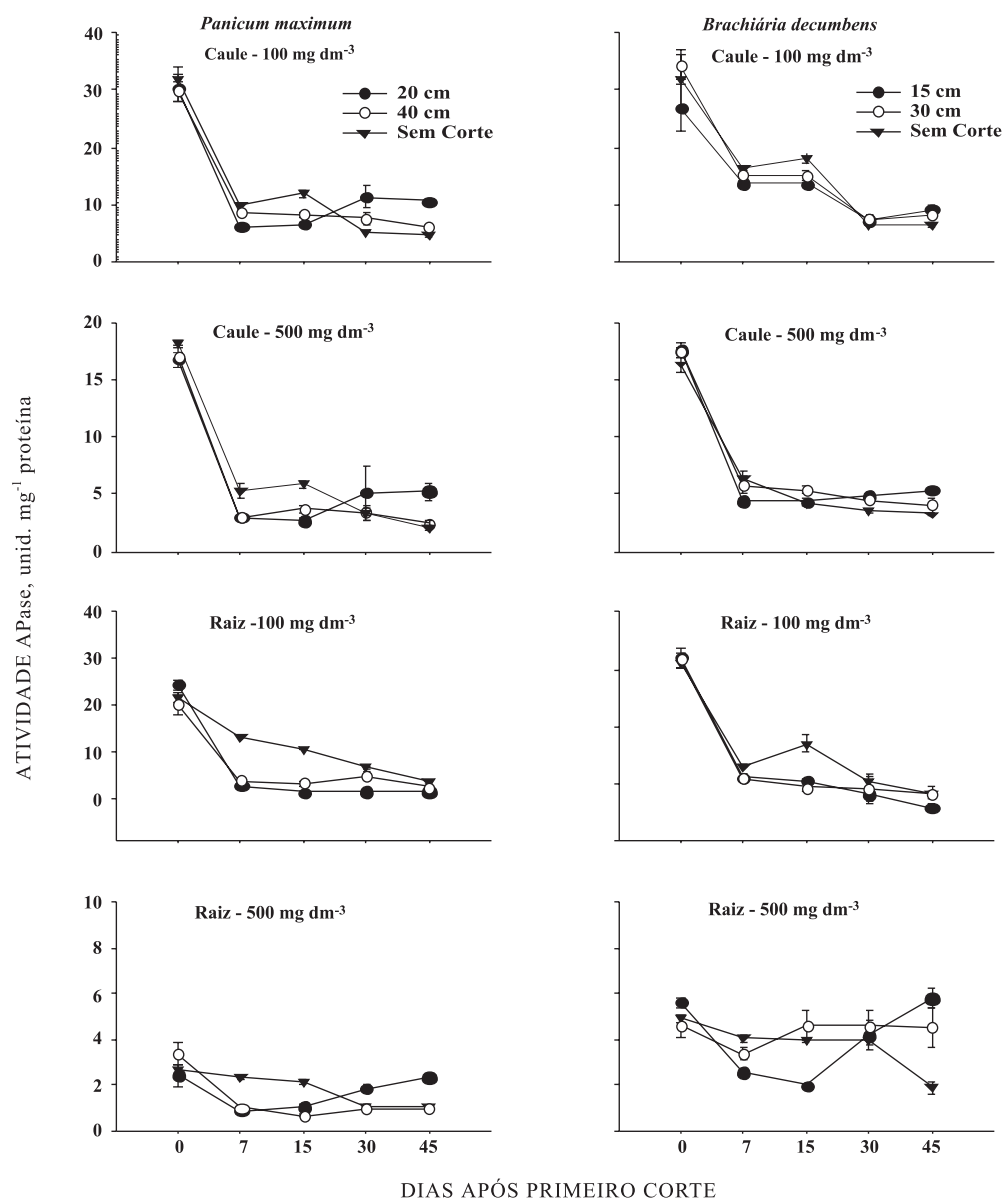 Panicum maximum
Caule - 100 mg dm-3
20 cm
40 cm
Sem Corte
40
30
20
10
0
Brachiária decumbens
Caule - 100 mg dm-3
15 cm
30 cm
Sem Corte
Caule - 500 mg dm-3
20
15
10
5
0
Caule - 500 mg dm-3
Raiz -100 mg dm-3
40
30
20
10
0
Raiz - 100 mg dm-3
Raiz - 500 mg dm-3
10
8
6
4
2
0
0 7 15 30 45
Raiz - 500 mg dm-3
0 7 15 30 45
ATIVIDADE APase, unid. mg-1 proteína
DIAS APÓS PRIMEIRO CORTE